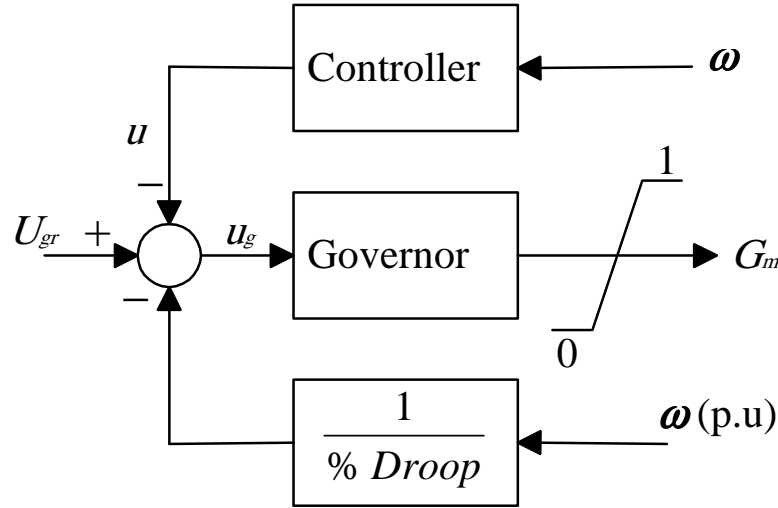 Controller
ω
u
−
1
U_gr + u_g Governor G_m
−
0
1
ω (p.u)
% Droop